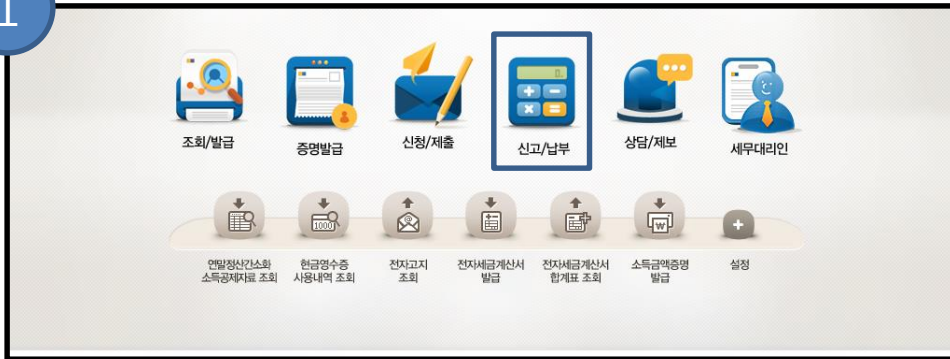 1
조회/발급
증명발급
신청/제출
신고/납부
상담/제보
세무대리인
연말정산간소화
소득공제자료 조회
현금영수증
사용내역 조회
전자고지
조회
전자세금계산서
발급
전자세금계산서
합계표 조회
소득금액증명
발급
설정